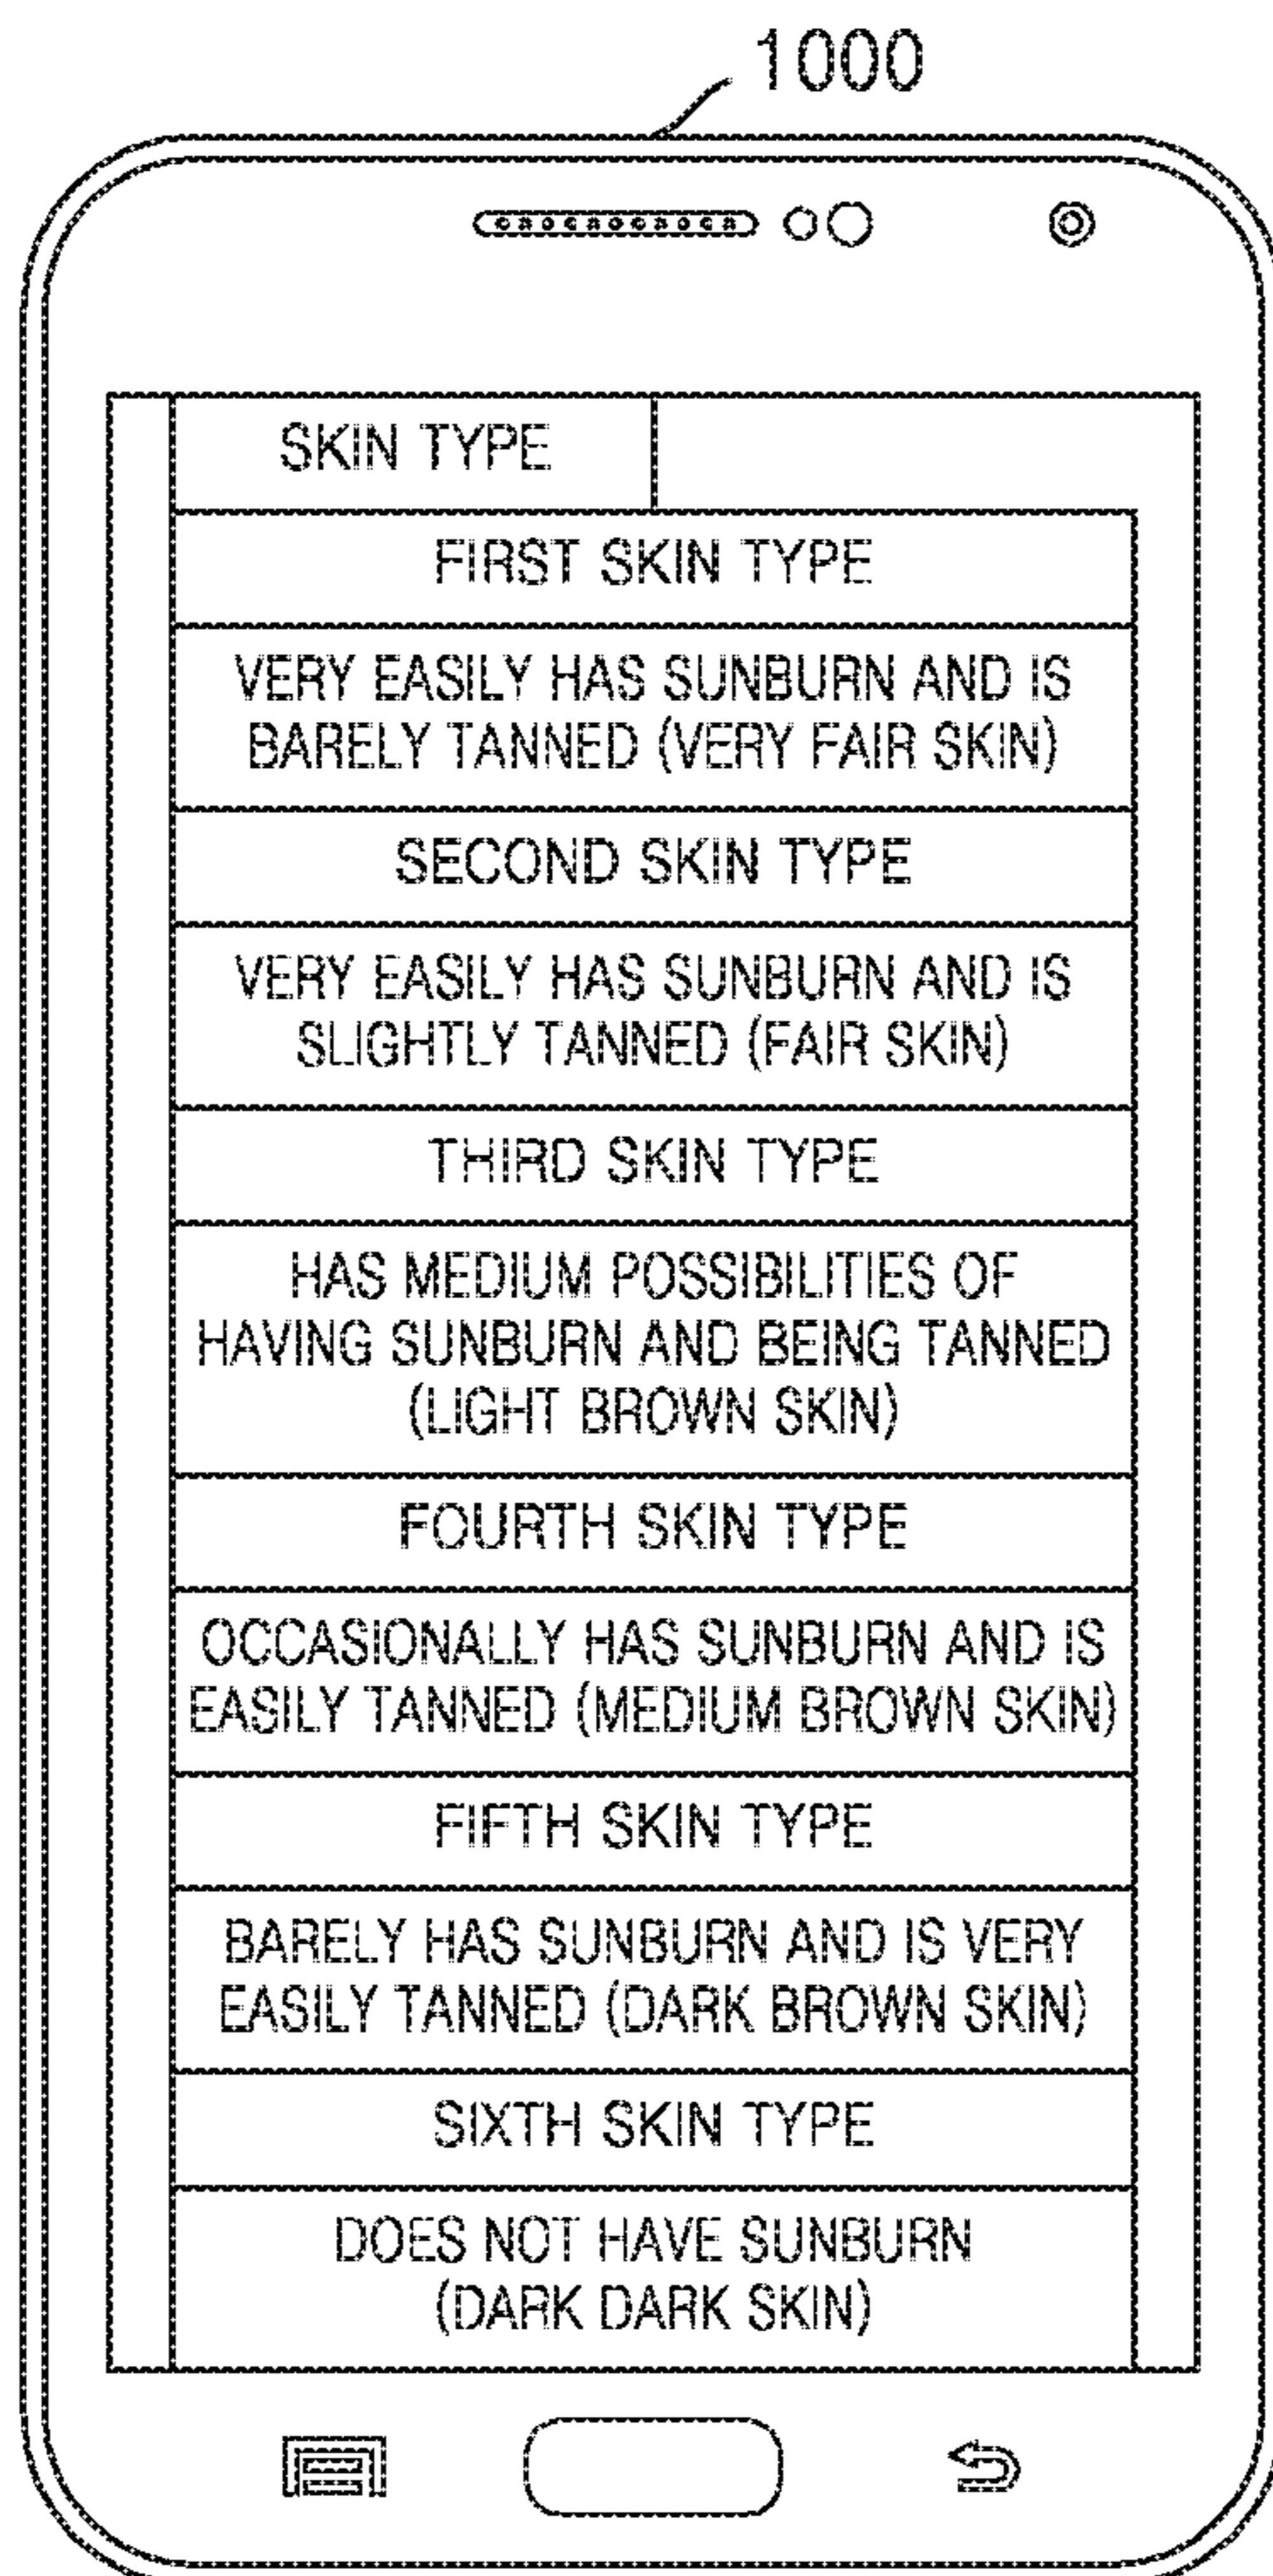 1000
SKIN TYPE
FIRST SKIN TYPE
VERY EASILY HAS SUNBURN AND IS
BARELY TANNED (VERY FAIR SKIN)
SECOND SKIN TYPE
VERY EASILY HAS SUNBURN AND IS
SLIGHTLY TANNED (FAIR SKIN)
THIRD SKIN TYPE
HAS MEDIUM POSSIBILITIES OF
HAVING SUNBURN AND BEING TANNED
(LIGHT BROWN SKIN)
FOURTH SKIN TYPE
OCCASIONALLY HAS SUNBURN AND IS
EASILY TANNED (MEDIUM BROWN SKIN)
FIFTH SKIN TYPE
BARELY HAS SUNBURN AND IS VERY
EASILY TANNED (DARK BROWN SKIN)
SIXTH SKIN TYPE
DOES NOT HAVE SUNBURN
(DARK DARK SKIN)